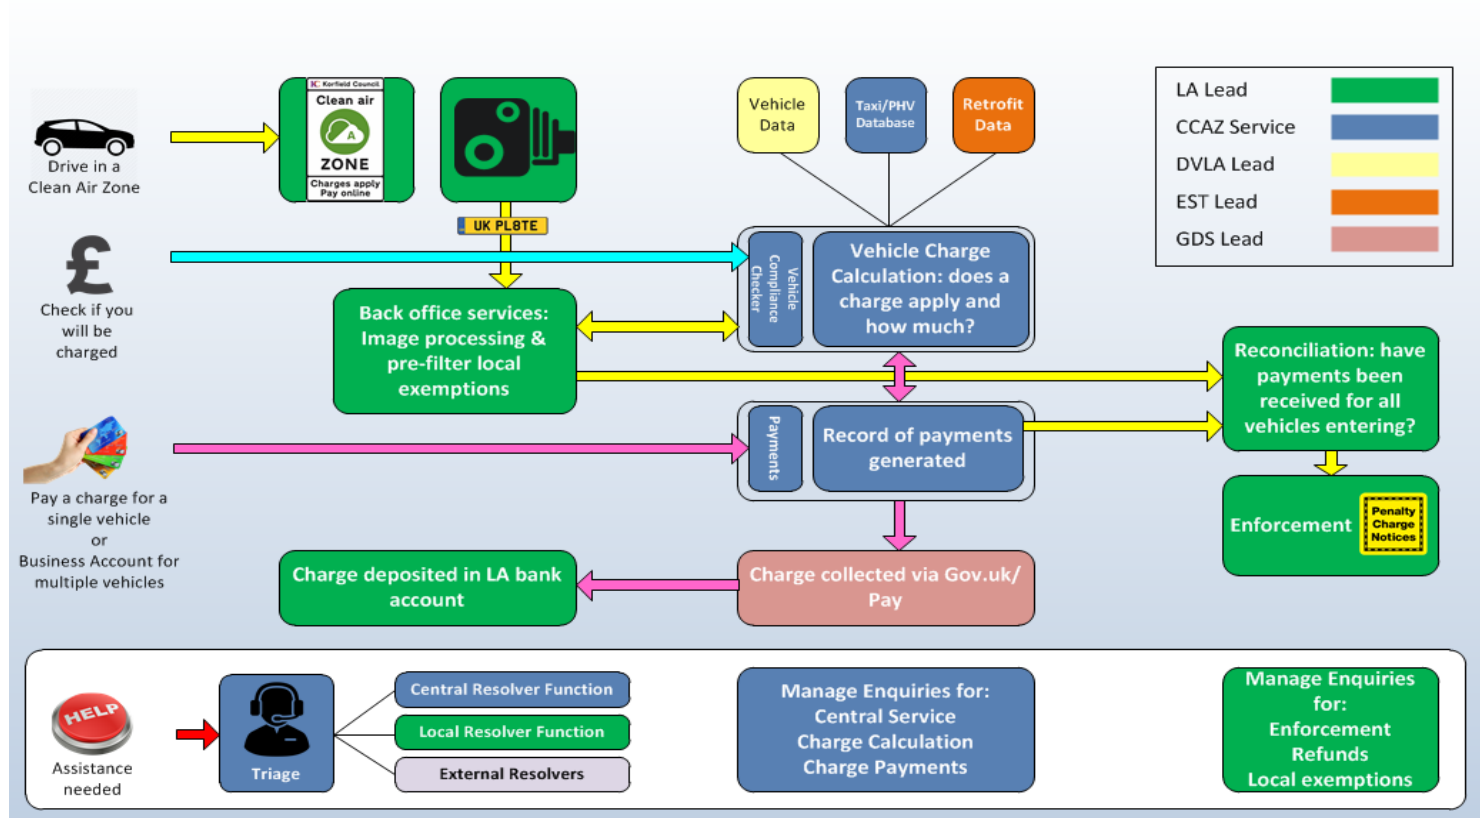 Korfield Council
Clean air
A
ZONE
Charges apply
Pay online
Drive in a
Clean Air Zone
UK PL8TE
Vehicle
Data
Taxi/PHV
Database
Retrofit
Data
LA Lead
CCAZ Service
DVLA Lead
EST Lead
GDS Lead
Check if you
will be
charged
Vehicle
Compliance
Checker
Vehicle Charge
Calculation: does a
charge apply and
how much?
Back office services:
Image processing &
pre-filter local
exemptions
Reconciliation: have
payments been
received for all
vehicles entering?
Payments
Record of payments
generated
Pay a charge for a
single vehicle
or
Business Account for
multiple vehicles
Enforcement
Penalty
Charge
Notices
Charge deposited in LA bank
account
Charge collected via Gov.uk/
Pay
HELP
Assistance
needed
Triage
Central Resolver Function
Local Resolver Function
External Resolvers
Manage Enquiries for:
Central Service
Charge Calculation
Charge Payments
Manage Enquiries
for:
Enforcement
Refunds
Local exemptions